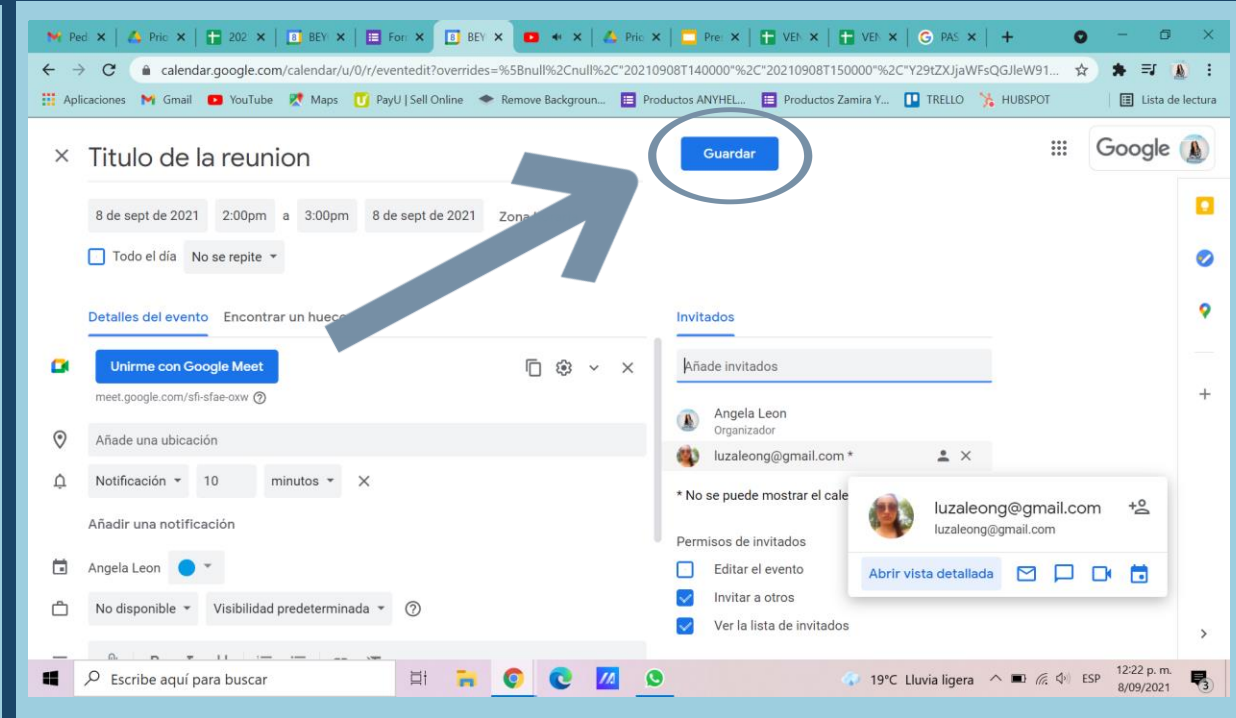 Ped
Prio
202
BEY
For
BEY
Prio
Pre
VEN
VEN
PAS
calendar.google.com/calendar/u/0/r/eventedit?overrides=%5Bnull%2Cnull%2C"20210908T140000"%2C"20210908T150000"%2C"Y29tZXJjaWFsQGJleW91...
Aplicaciones Gmail YouTube Maps PayU | Sell Online Remove Backgroun... Productos ANYHEL... Productos Zamira Y... TRELLO HUBSPOT Lista de lectura
Titulo de la reunion
Guardar
Google
8 de sept de 2021 2:00pm a 3:00pm 8 de sept de 2021 Zona
Todo el día No se repite
Detalles del evento Encontrar un hueco
Invitados
Unirme con Google Meet
meet.google.com/sfi-sfae-oxw
Añade invitados
Angela Leon
Organizador
Añade una ubicación
luzaleong@gmail.com *
Notificación 10 minutos
* No se puede mostrar el cale
luzaleong@gmail.com
luzaleong@gmail.com
Añadir una notificación
Permisos de invitados
Angela Leon
Editar el evento
Abrir vista detallada
No disponible Visibilidad predeterminada
Invitar a otros
Ver la lista de invitados
Escribe aquí para buscar
19°C Lluvia ligera ESP
12:22 p. m.
8/09/2021
3